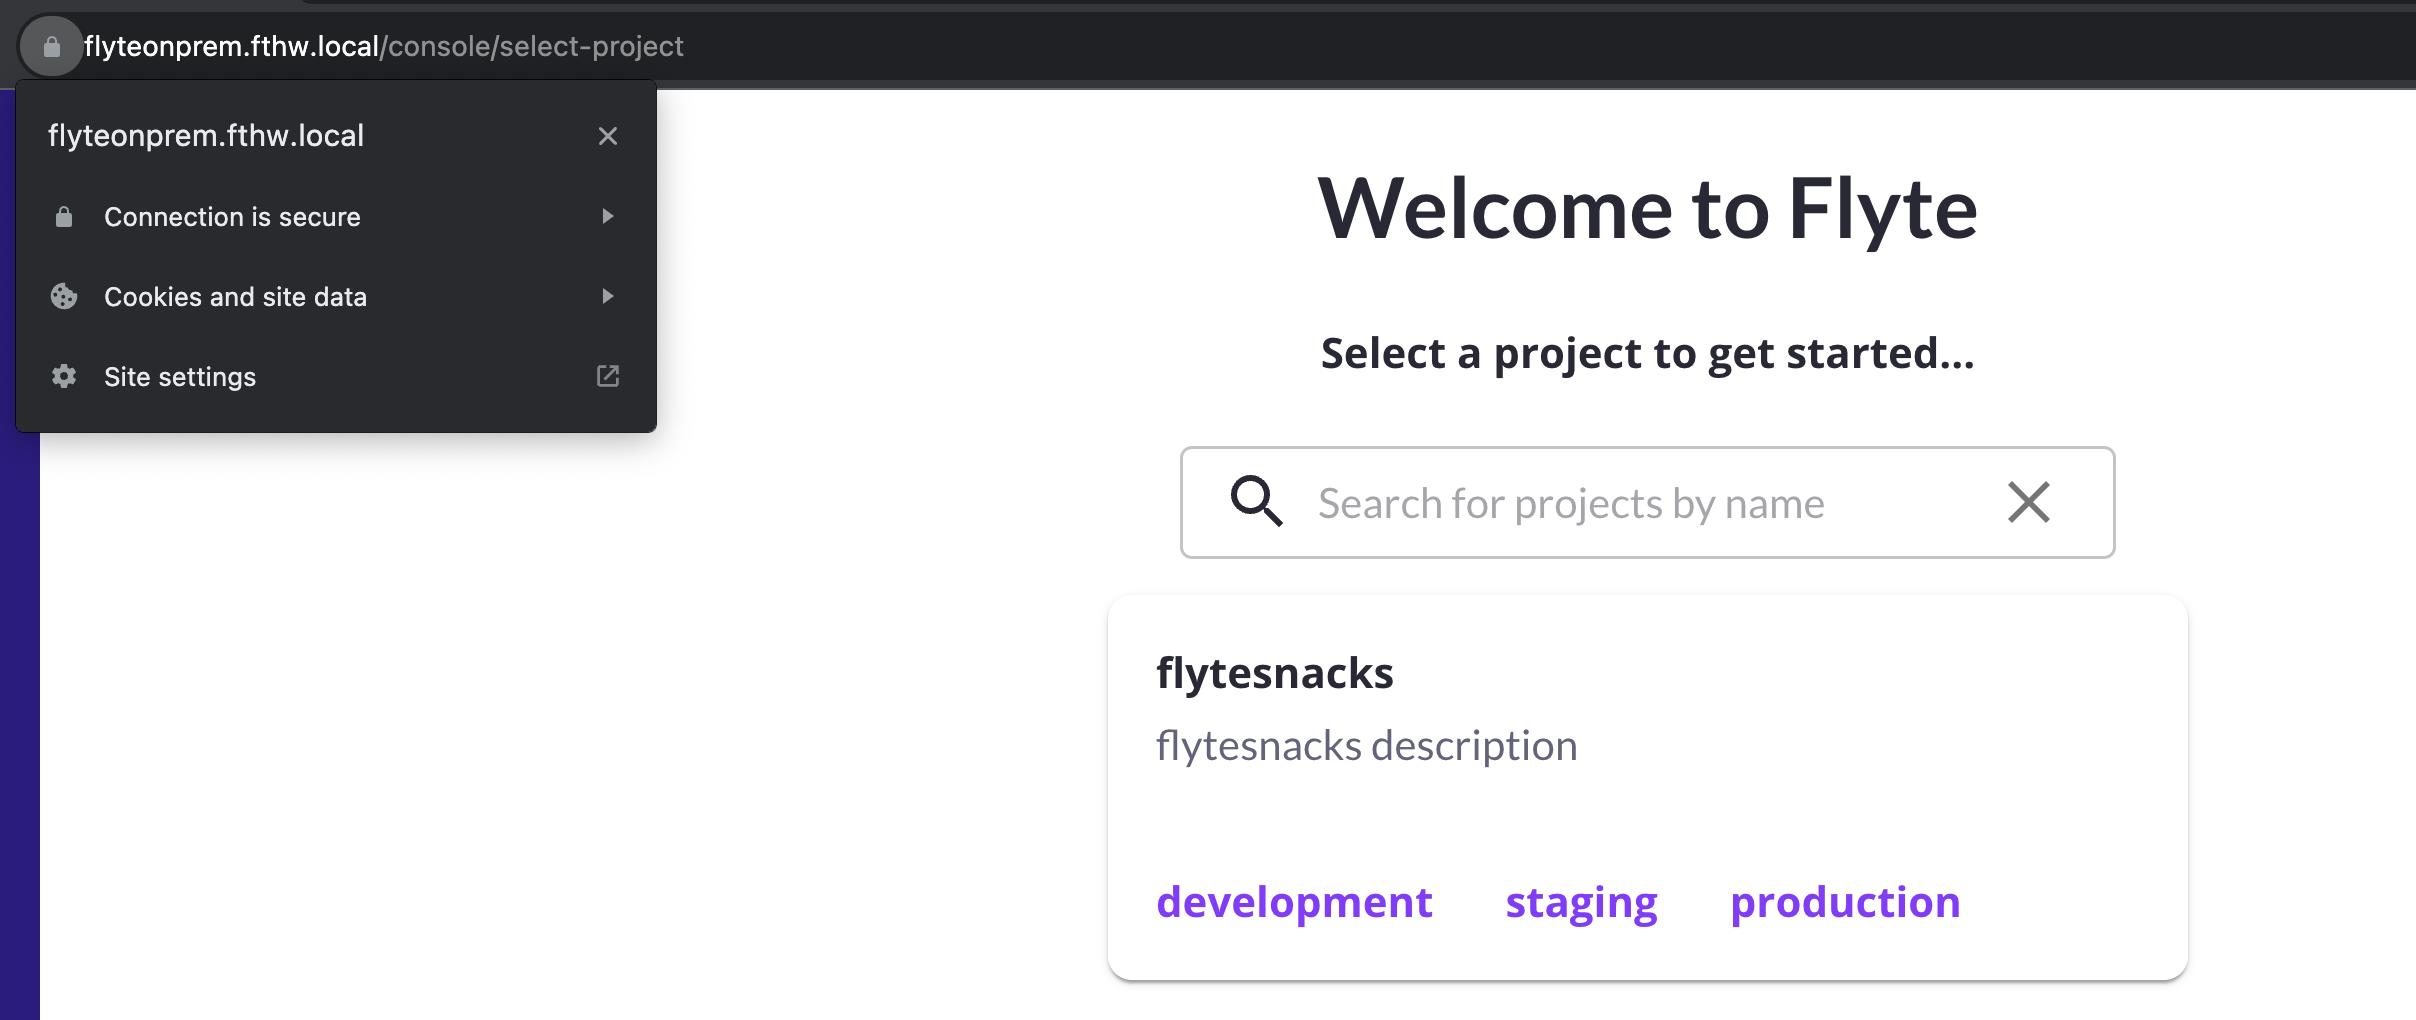 flyteonprem.fthw.local/console/select-project
flyteonprem.fthw.local
Connection is secure
Cookies and site data
Site settings
Welcome to Flyte
Select a project to get started...
Search for projects by name
flytesnacks
flytesnacks description
development staging production